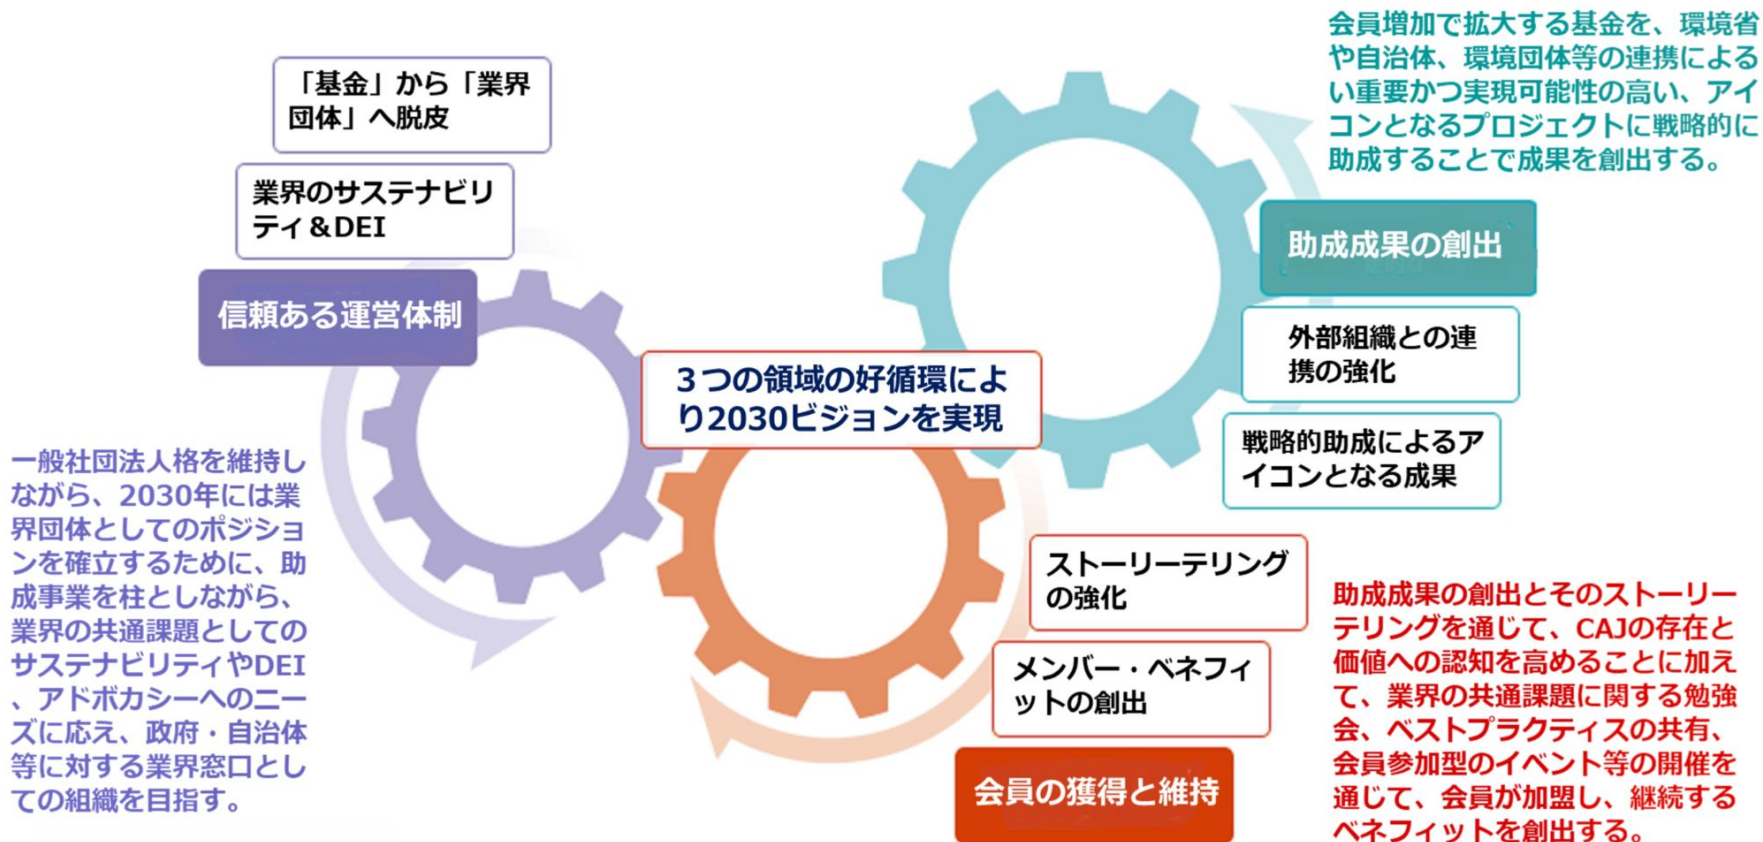 「基金」から「業界
団体」へ脱皮
業界のサステナビリ
ティ＆DEI
信頼ある運営体制
一般社団法人格を維持し
ながら、2030年には業
界団体としてのポジショ
ンを確立するために、助
成事業を柱としながら、
業界の共通課題としての
サステナビリティやDEI
、アドボカシーへのニー
ズに応え、政府・自治体
等に対する業界窓口とし
ての組織を目指す。
３つの領域の好循環によ
り2030ビジョンを実現
会員増加で拡大する基金を、環境省
や自治体、環境団体等の連携による
い重要かつ実現可能性の高い、アイ
コンとなるプロジェクトに戦略的に
助成することで成果を創出する。
助成成果の創出
外部組織との連
携の強化
戦略的助成によるア
イコンとなる成果
ストーリーテリング
の強化
メンバー・ベネフィ
ットの創出
会員の獲得と維持
助成成果の創出とそのストーリー
テリングを通じて、CAJの存在と
価値への認知を高めることに加え
て、業界の共通課題に関する勉強
会、ベストプラクティスの共有、
会員参加型のイベント等の開催を
通じて、会員が加盟し、継続する
ベネフィットを創出する。